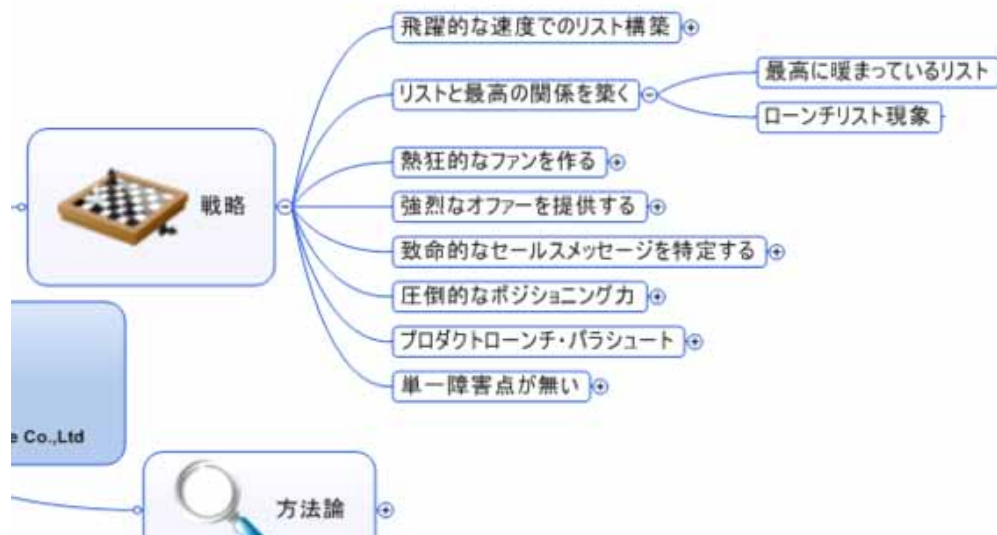 飛躍的な速度でのリスト構築
リストと最高の関係を築く
最高に暖まっているリスト
ローンチリスト現象
熱狂的なファンを作る
戦略
強烈なオファーを提供する
致命的なセールスメッセージを特定する
圧倒的なポジショニング力
プロダクトローンチ・パラシュート
単一障害点が無い
e Co.,Ltd
方法論